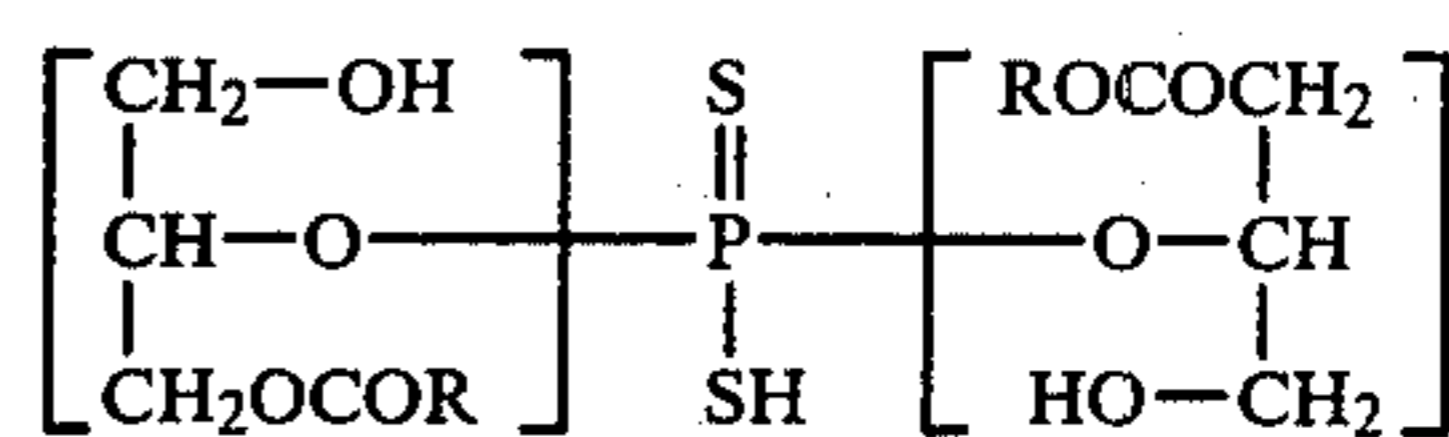 CH₂—OH S ROCOCH₂
CH—O—P—O—CH
CH₂OCOR SH HO—CH₂